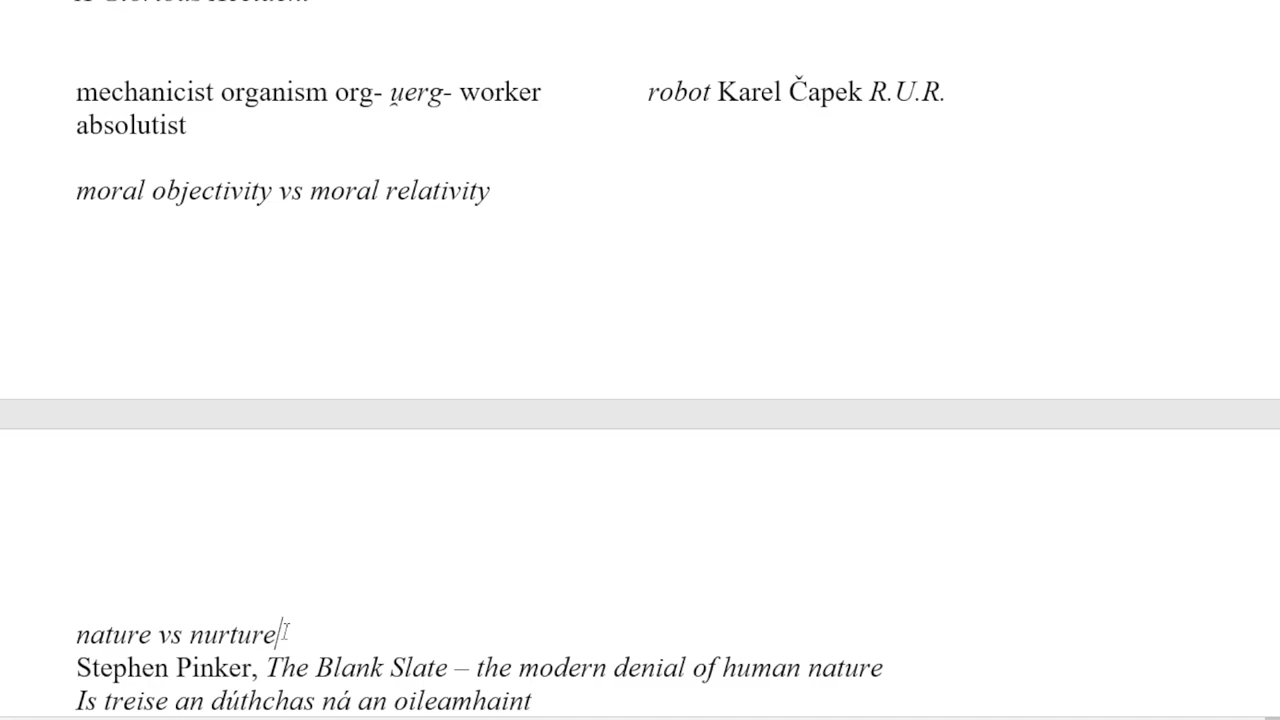 mechanicist organism org- u̯erg- worker robot Karel Čapek R.U.R.
absolutist
moral objectivity vs moral relativity
nature vs nurture
Stephen Pinker, The Blank Slate – the modern denial of human nature
Is treise an dúthchas ná an oileamhaint